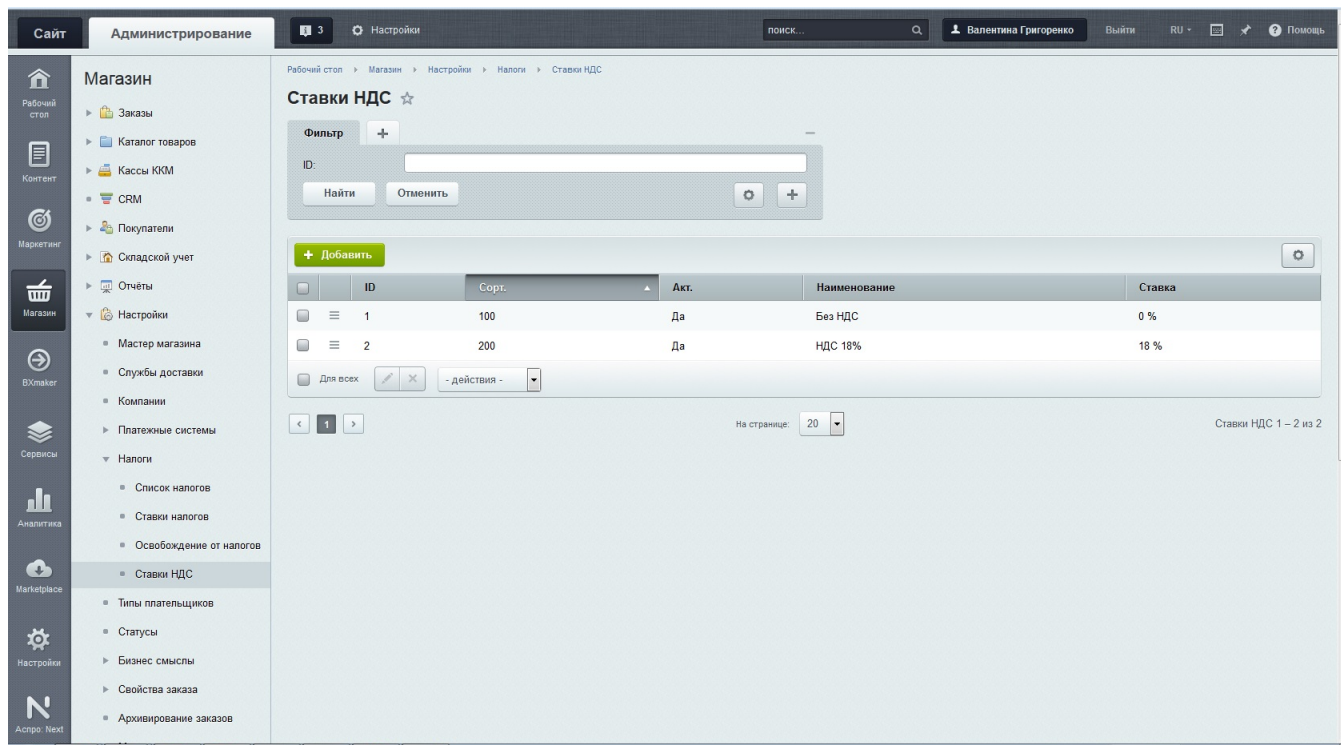 Сайт
Администрирование
3
Настройки
поиск...
Валентина Григоренко
Выйти
RU
Помощь
Рабочий стол
Контент
Маркетинг
Магазин
BXmaker
Сервисы
Аналитика
Marketplace
Настройки
Аспро: Next
Магазин
Заказы
Каталог товаров
Кассы ККМ
CRM
Покупатели
Складской учет
Отчёты
Настройки
Мастер магазина
Службы доставки
Компании
Платежные системы
Налоги
Список налогов
Ставки налогов
Освобождение от налогов
Ставки НДС
Типы плательщиков
Статусы
Бизнес смыслы
Свойства заказа
Архивирование заказов
Рабочий стол Магазин Настройки Налоги Ставки НДС
Ставки НДС
Фильтр
ID:
Найти Отменить
Добавить
ID Сорт. Акт. Наименование Ставка
1 100 Да Без НДС 0 %
2 200 Да НДС 18% 18 %
Для всех - действия -
1
На странице: 20
Ставки НДС 1 – 2 из 2